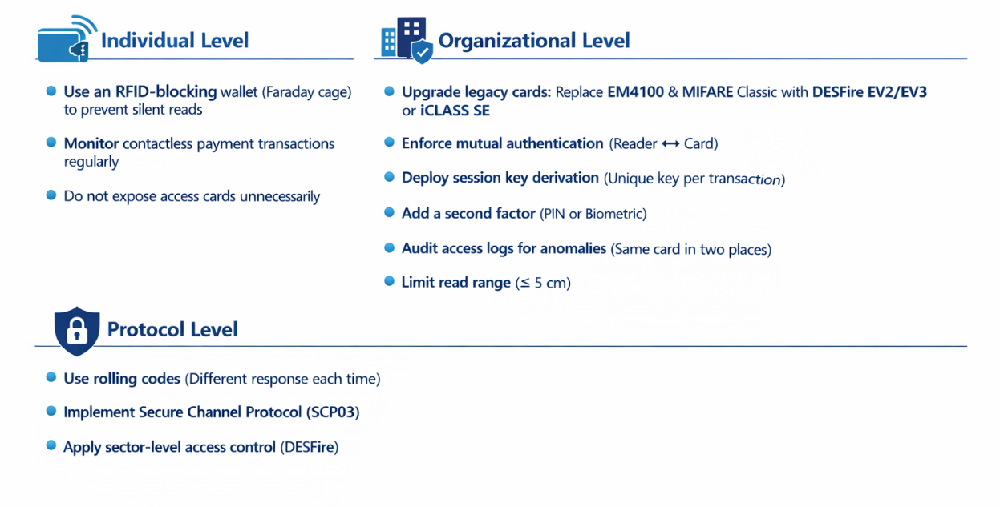 Individual Level
Use an RFID-blocking wallet (Faraday cage)
to prevent silent reads
Monitor contactless payment transactions
regularly
Do not expose access cards unnecessarily
Organizational Level
Upgrade legacy cards: Replace EM4100 & MIFARE Classic with DESFire EV2/EV3
or iCLASS SE
Enforce mutual authentication (Reader ↔ Card)
Deploy session key derivation (Unique key per transaction)
Add a second factor (PIN or Biometric)
Audit access logs for anomalies (Same card in two places)
Limit read range (≤ 5 cm)
Protocol Level
Use rolling codes (Different response each time)
Implement Secure Channel Protocol (SCP03)
Apply sector-level access control (DESFire)